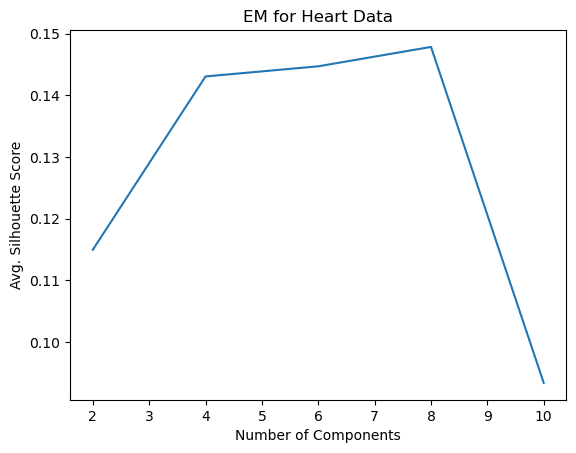 EM for Heart Data
0.15
0.14
0.13
0.12
0.11
0.10
Avg. Silhouette Score
2 3 4 5 6 7 8 9 10
Number of Components